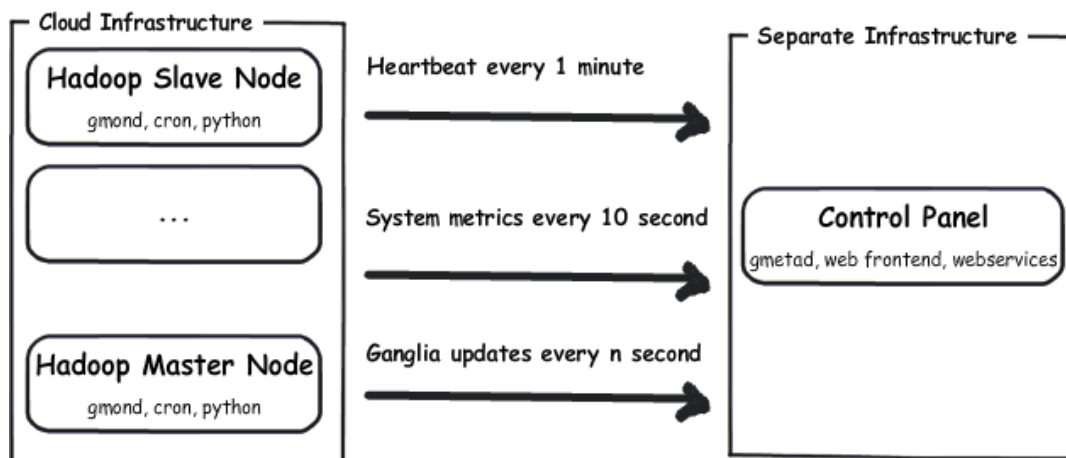 Cloud Infrastructure
Hadoop Slave Node
gmond, cron, python
...
Hadoop Master Node
gmond, cron, python
Heartbeat every 1 minute
System metrics every 10 second
Ganglia updates every n second
Separate Infrastructure
Control Panel
gmetad, web frontend, webservices